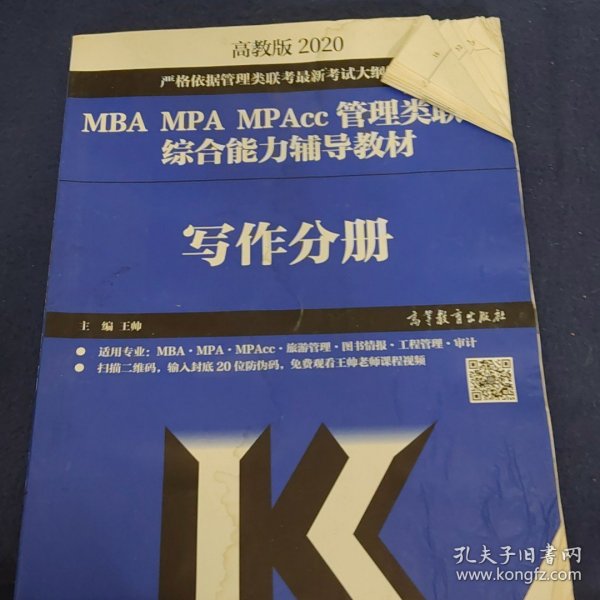 高教版 2020
严格依据管理类联考最新考试大纲
MBA MPA MPAcc 管理类联
综合能力辅导教材
写作分册
主 编 王帅
高等教育出版社
● 适用专业：MBA · MPA · MPAcc · 旅游管理 · 图书情报 · 工程管理 · 审计
● 扫描二维码，输入封底 20 位防伪码，免费观看王帅老师课程视频
K
孔夫子旧书网
www.kongfz.com